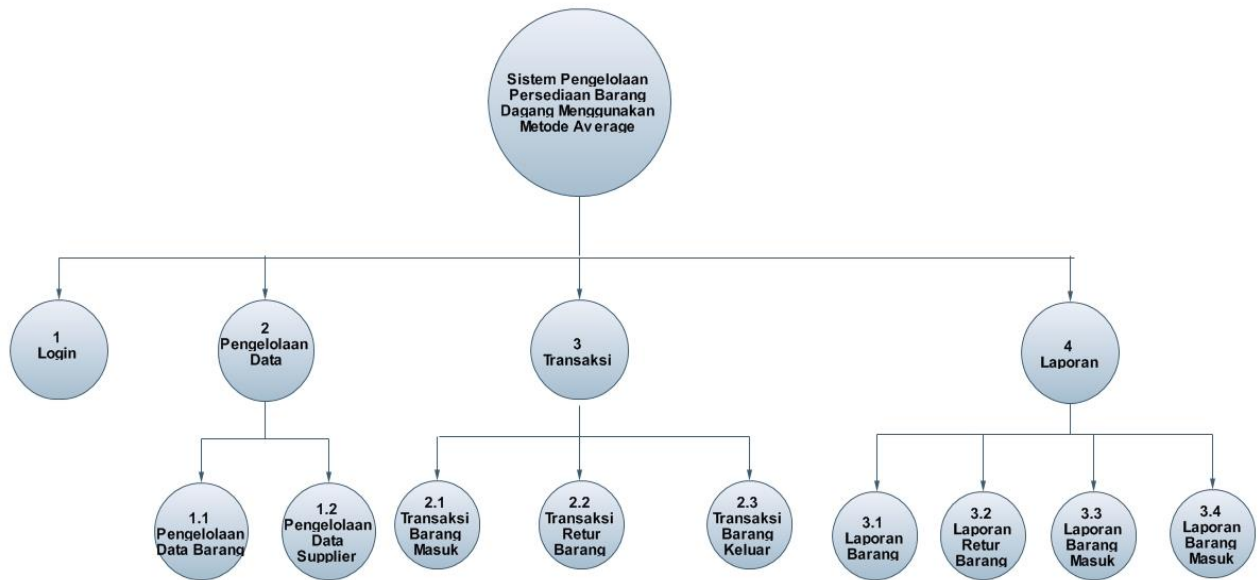 Sistem Pengelolaan
Persediaan Barang
Dagang Menggunakan
Metode Average
1
Login
2
Pengelolaan
Data
3
Transaksi
4
Laporan
1.1
Pengelolaan
Data Barang
1.2
Pengelolaan
Data
Supplier
2.1
Transaksi
Barang
Masuk
2.2
Transaksi
Retur
Barang
2.3
Transaksi
Barang
Keluar
3.1
Laporan
Barang
3.2
Laporan
Retur
Barang
3.3
Laporan
Barang
Masuk
3.4
Laporan
Barang
Masuk